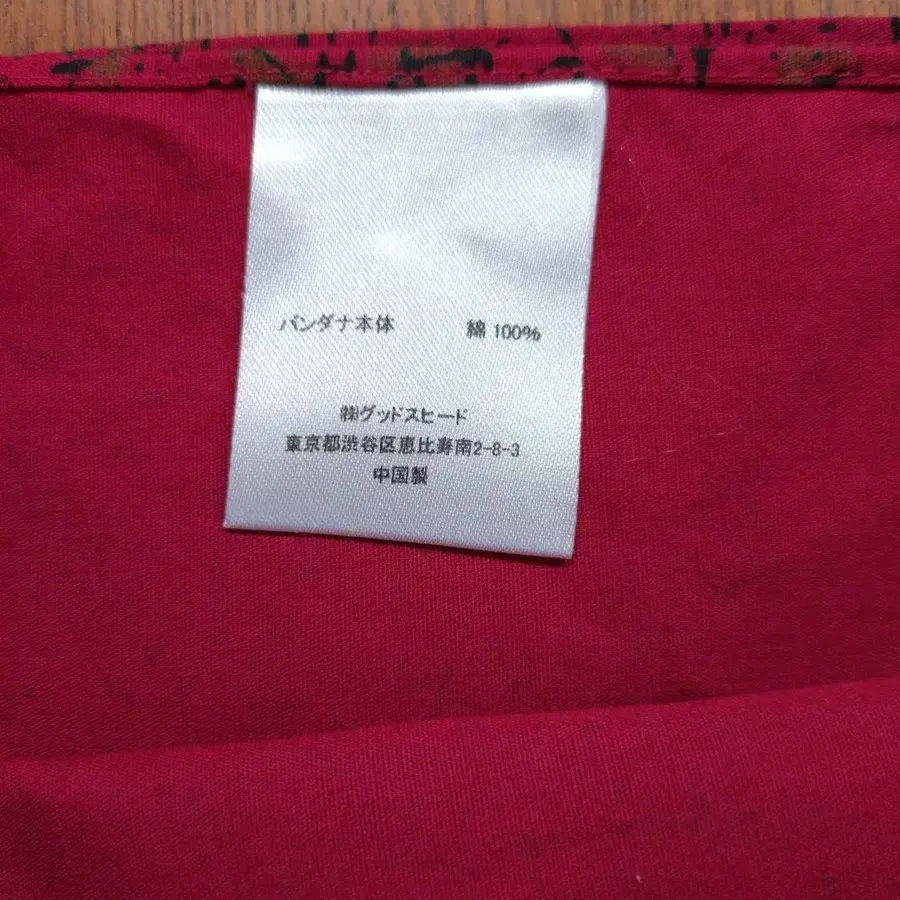 バンダナ本体 綿 100%
㈱グッドスピード
東京都渋谷区恵比寿南2-8-3
中国製